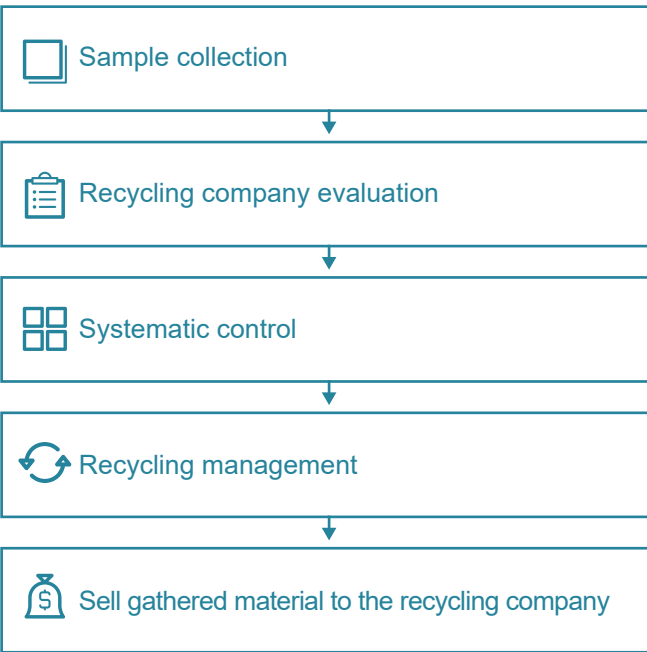 Sample collection
Recycling company evaluation
Systematic control
Recycling management
$ Sell gathered material to the recycling company